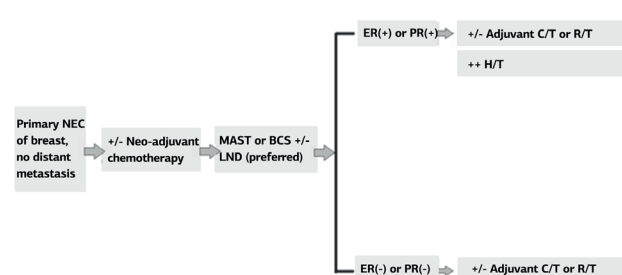 ER(+) or PR(+)
+/- Adjuvant C/T or R/T
++ H/T
Primary NEC
of breast,
no distant
metastasis
+/- Neo-adjuvant
chemotherapy
MAST or BCS +/-
LND (preferred)
ER(-) or PR(-)
+/- Adjuvant C/T or R/T